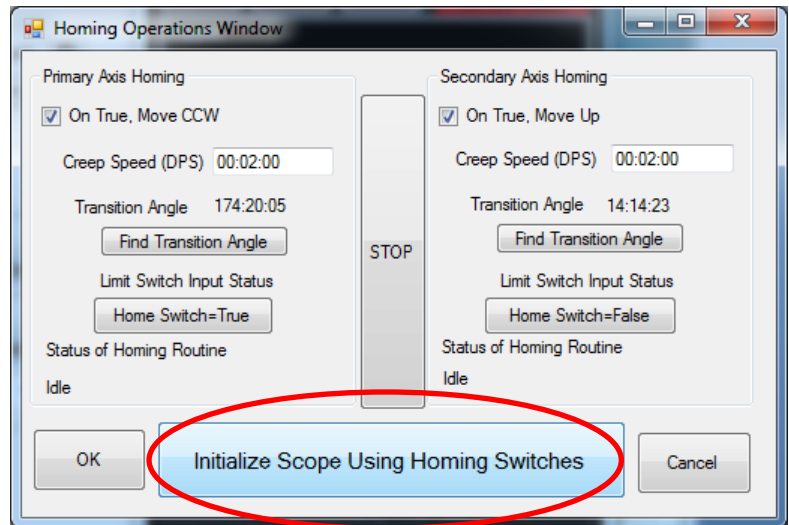 Homing Operations Window
Primary Axis Homing
On True, Move CCW
Creep Speed (DPS) 00:02:00
Transition Angle 174:20:05
Find Transition Angle
Limit Switch Input Status
Home Switch=True
Status of Homing Routine
Idle
STOP
Secondary Axis Homing
On True, Move Up
Creep Speed (DPS) 00:02:00
Transition Angle 14:14:23
Find Transition Angle
Limit Switch Input Status
Home Switch=False
Status of Homing Routine
Idle
OK
Initialize Scope Using Homing Switches
Cancel